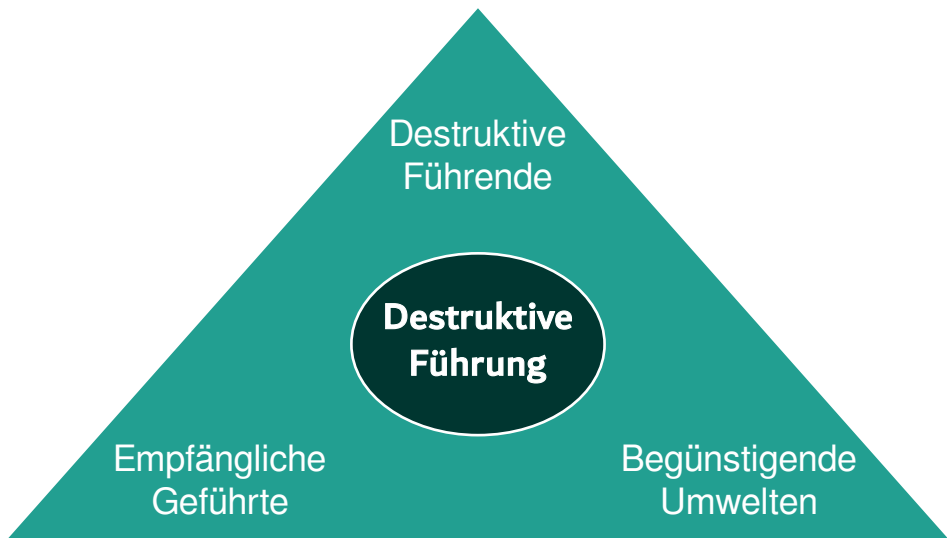 Destruktive
Führende
Destruktive
Führung
Empfängliche
Geführte
Begünstigende
Umwelten